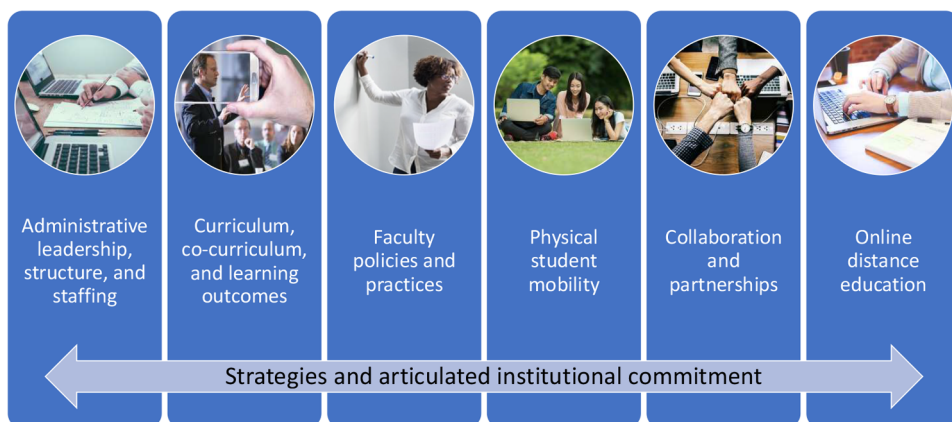 Administrative
leadership,
structure, and
staffing
Curriculum,
co-curriculum,
and learning
outcomes
Faculty
policies and
practices
Physical
student
mobility
Collaboration
and
partnerships
Online
distance
education
Strategies and articulated institutional commitment